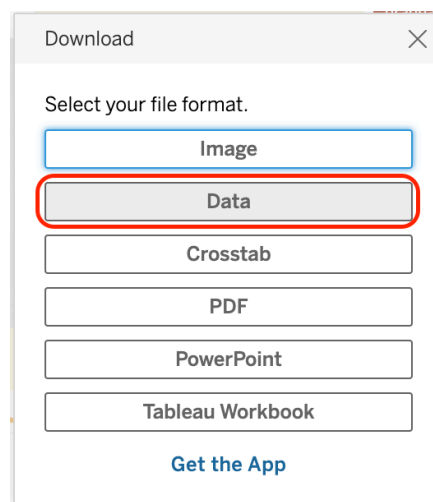 Download
Select your file format.
Image
Data
Crosstab
PDF
PowerPoint
Tableau Workbook
Get the App